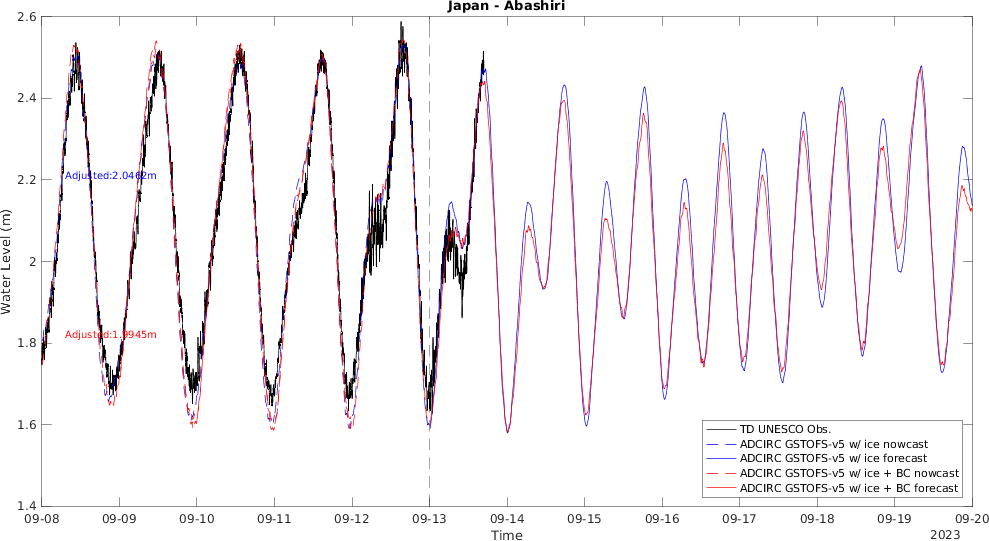 Japan - Abashiri
Water Level (m)
2.6
2.4
2.2
2
1.8
1.6
1.4
Adjusted:2.0462m
Adjusted:1.9945m
TD UNESCO Obs.
ADCIRC GSTOFS-v5 w/ ice nowcast
ADCIRC GSTOFS-v5 w/ ice forecast
ADCIRC GSTOFS-v5 w/ ice + BC nowcast
ADCIRC GSTOFS-v5 w/ ice + BC forecast
09-08 09-09 09-10 09-11 09-12 09-13 09-14 09-15 09-16 09-17 09-18 09-19 09-20
Time
2023